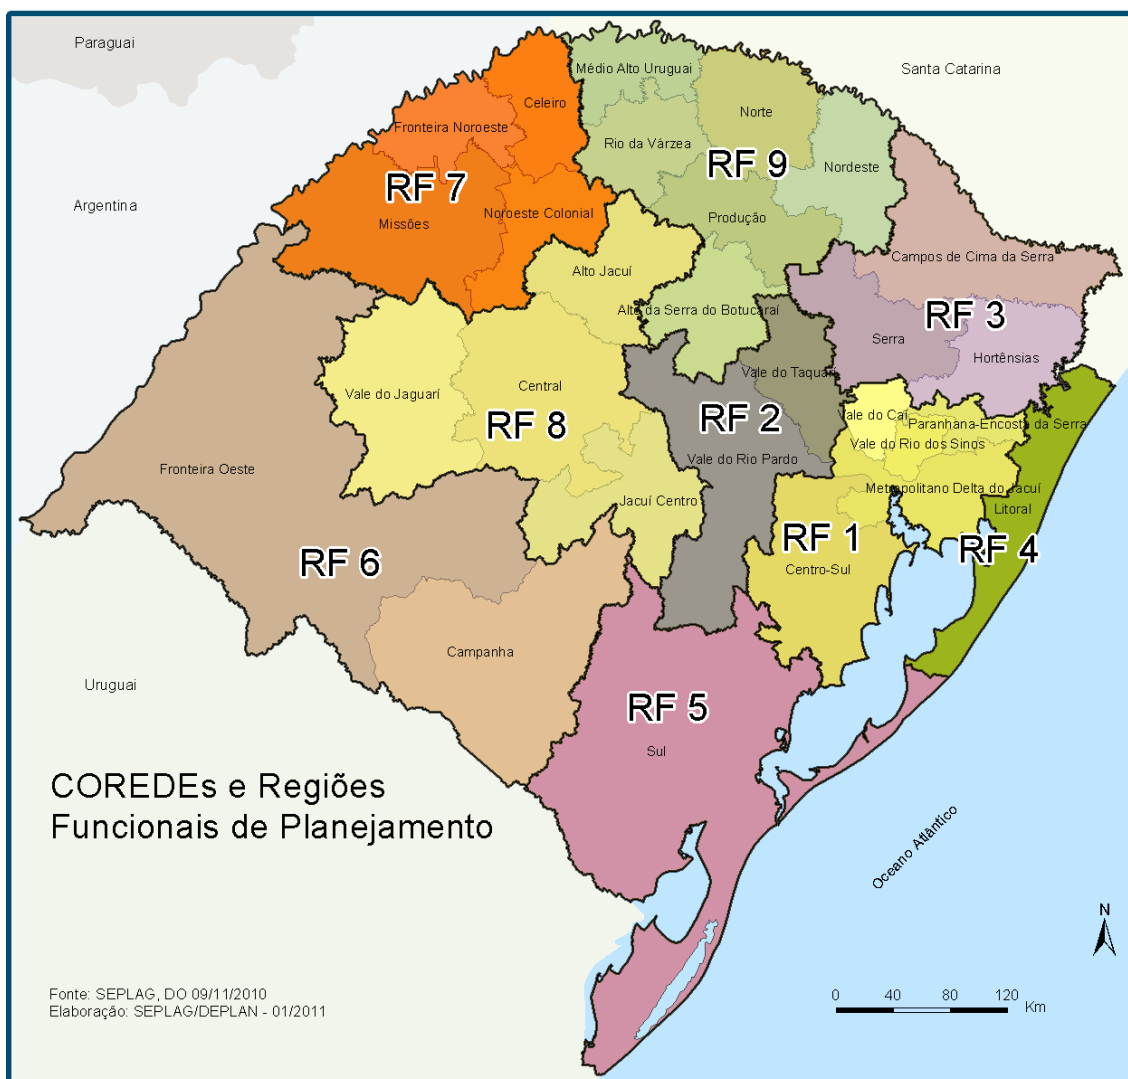 Paraguai
Santa Catarina
Médio Alto Uruguai
Celeiro
Norte
Fronteira Noroeste
Rio da Várzea
RF 9
Nordeste
RF 7
Argentina
Missões
Noroeste Colonial
Produção
Alto Jacuí
Campos de Cima da Serra
Alto da Serra do Botucaraí
RF 3
Serra
Hortênsias
Vale do Taquari
Vale do Jaguarí
Central
RF 8
RF 2
Vale do Caí
Paranhana-Encosta da Serra
Vale do Rio dos Sinos
Vale do Rio Pardo
Fronteira Oeste
Metropolitano Delta do Jacuí
Jacuí Centro
Litoral
RF 1
RF 4
RF 6
Centro-Sul
Campanha
Uruguai
RF 5
Sul
COREDEs e Regiões
Funcionais de Planejamento
Oceano Atlântico
N
Fonte: SEPLAG, DO 09/11/2010
Elaboração: SEPLAG/DEPLAN - 01/2011
0 40 80 120
Km